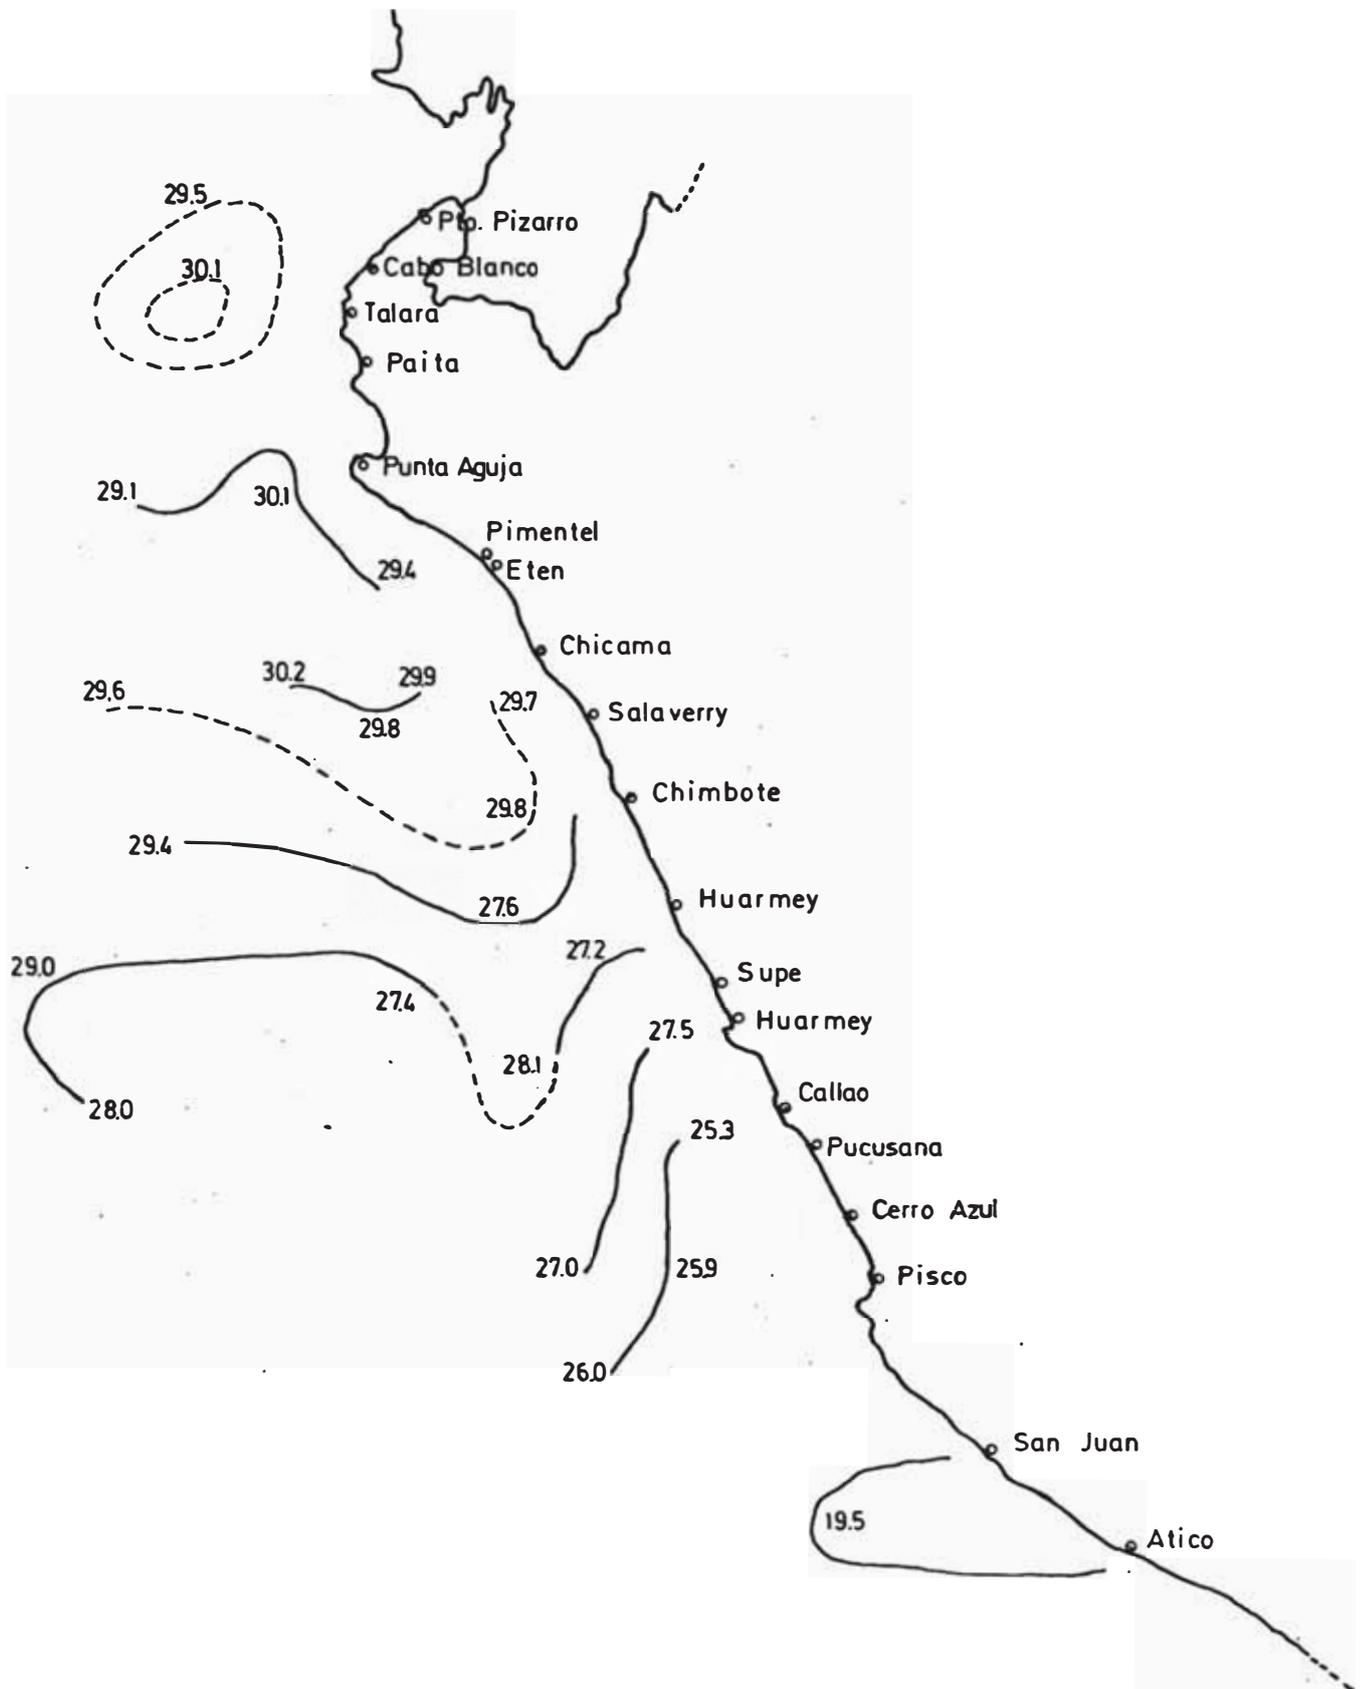 29.5
Pto. Pizarro
30.1
Cabo Blanco
Talara
Paita
Punta Aguja
29.1
30.1
Pimentel
29.4
Eten
Chicama
30.2
29.9
29.6
29.7
Salaverry
29.8
Chimbote
29.8
29.4
Huarmey
27.6
27.2
29.0
Supe
27.4
Huarmey
27.5
28.1
Callao
28.0
25.3
Pucusana
Cerro Azul
27.0
25.9
Pisco
26.0
San Juan
19.5
Atico